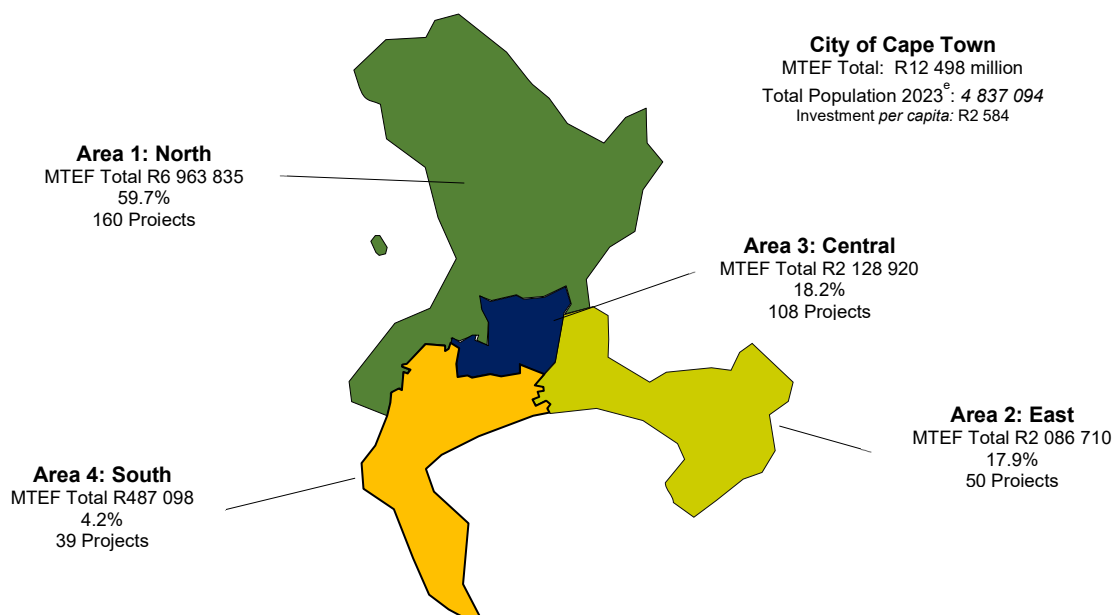 City of Cape Town
MTEF Total: R12 498 million
Total Population 2023e: 4 837 094
Investment per capita: R2 584
Area 1: North
MTEF Total R6 963 835
59.7%
160 Projects
Area 3: Central
MTEF Total R2 128 920
18.2%
108 Projects
Area 2: East
MTEF Total R2 086 710
17.9%
50 Projects
Area 4: South
MTEF Total R487 098
4.2%
39 Projects